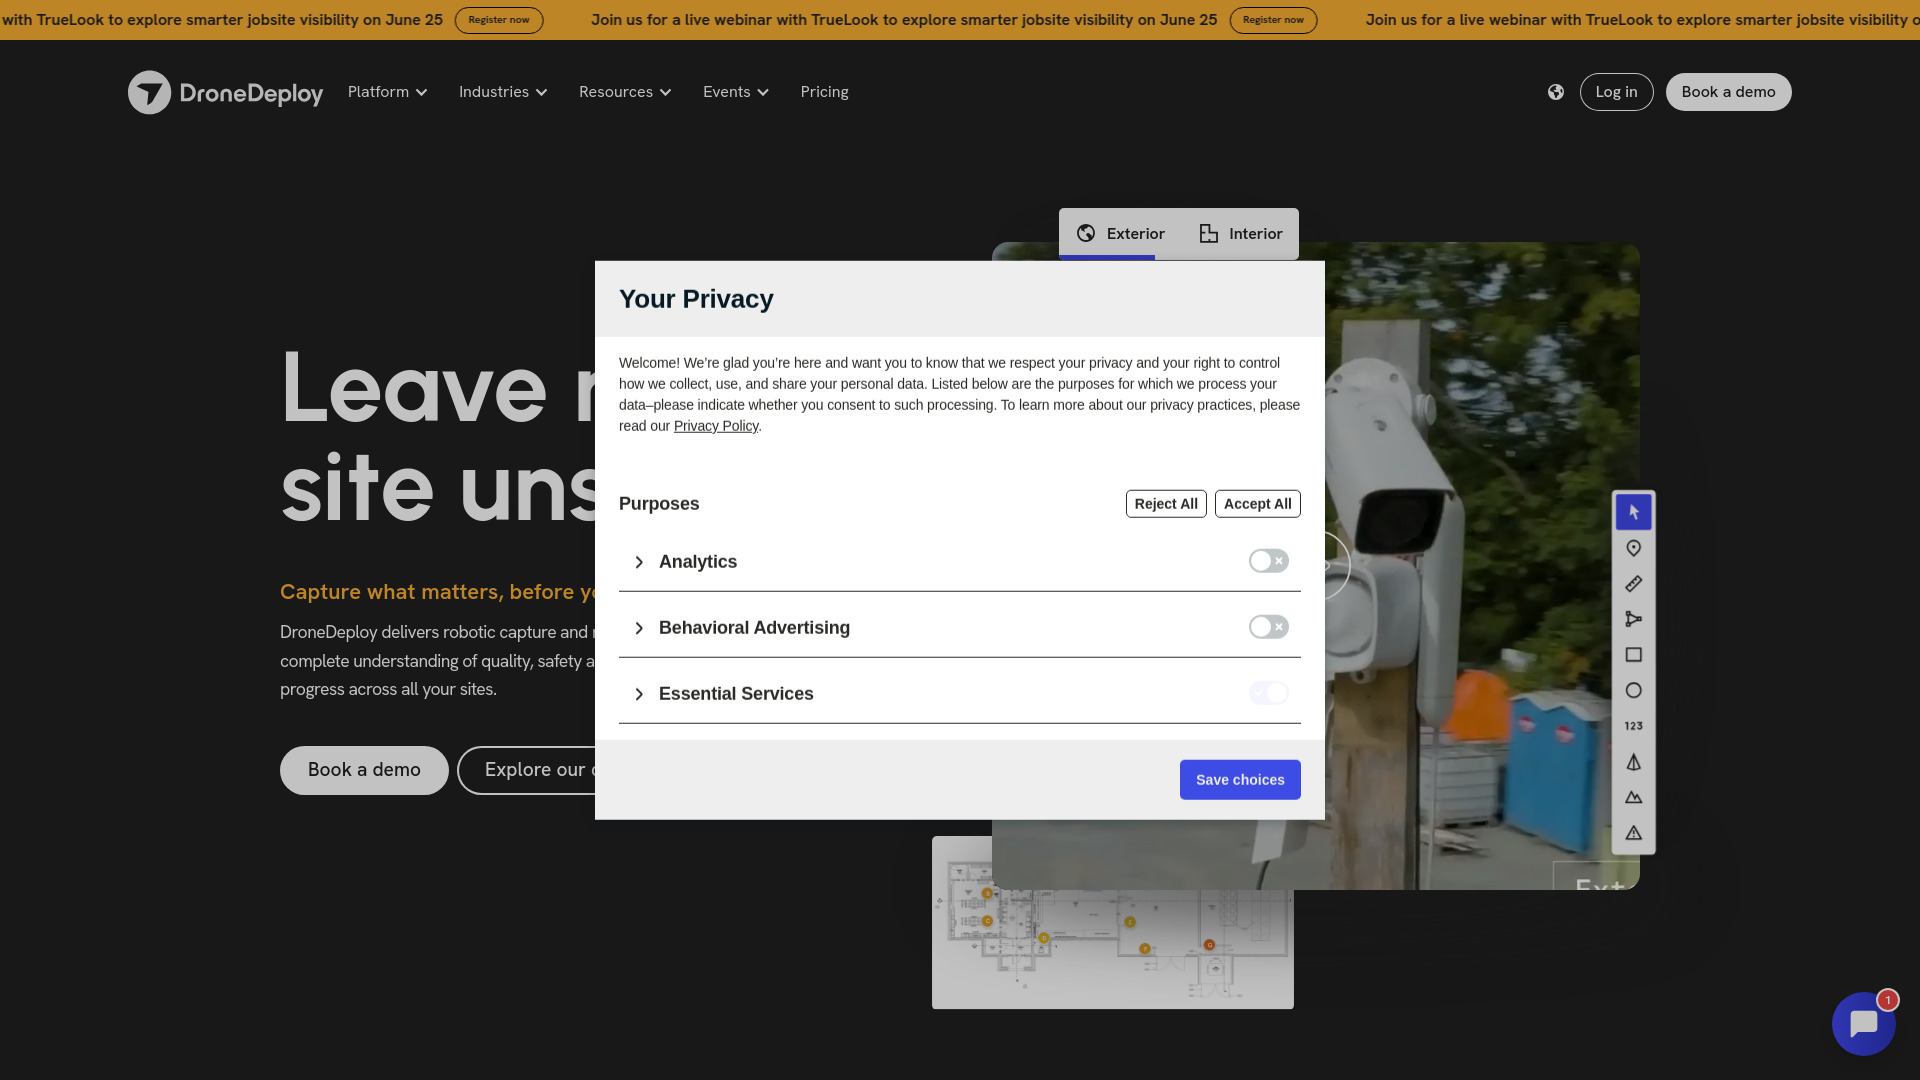 with TrueLook to explore smarter jobsite visibility on June 25 Register now Join us for a live webinar with TrueLook to explore smarter jobsite visibility on June 25 Register now Join us for a live webinar with TrueLook to explore smarter jobsite visibility
DroneDeploy Platform Industries Resources Events Pricing Log in Book a demo
Exterior Interior
Your Privacy
Welcome! We’re glad you’re here and want you to know that we respect your privacy and your right to control
how we collect, use, and share your personal data. Listed below are the purposes for which we process your
data–please indicate whether you consent to such processing. To learn more about our privacy practices, please
read our Privacy Policy.
Leave
site uns
Purposes Reject All Accept All
Analytics
Behavioral Advertising
Essential Services
Save choices
Capture what matters, before
DroneDeploy delivers robotic capture and
complete understanding of quality, safety
progress across all your sites.
Book a demo Explore our
123
Ext
1